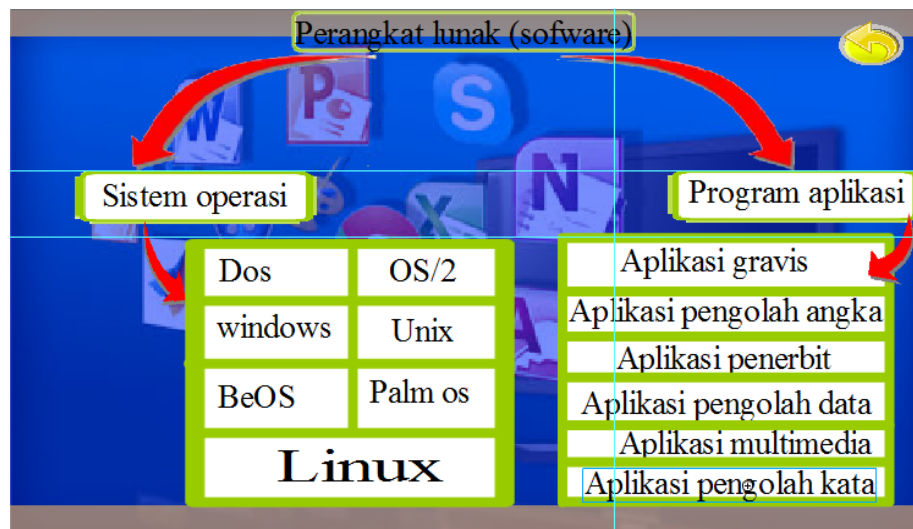 Perangkat lunak (sofware)
W
P
S
N
X
A
Sistem operasi
Program aplikasi
Dos
OS/2
windows
Unix
BeOS
Palm os
Linux
Aplikasi gravis
Aplikasi pengolah angka
Aplikasi penerbit
Aplikasi pengolah data
Aplikasi multimedia
Aplikasi pengolah kata